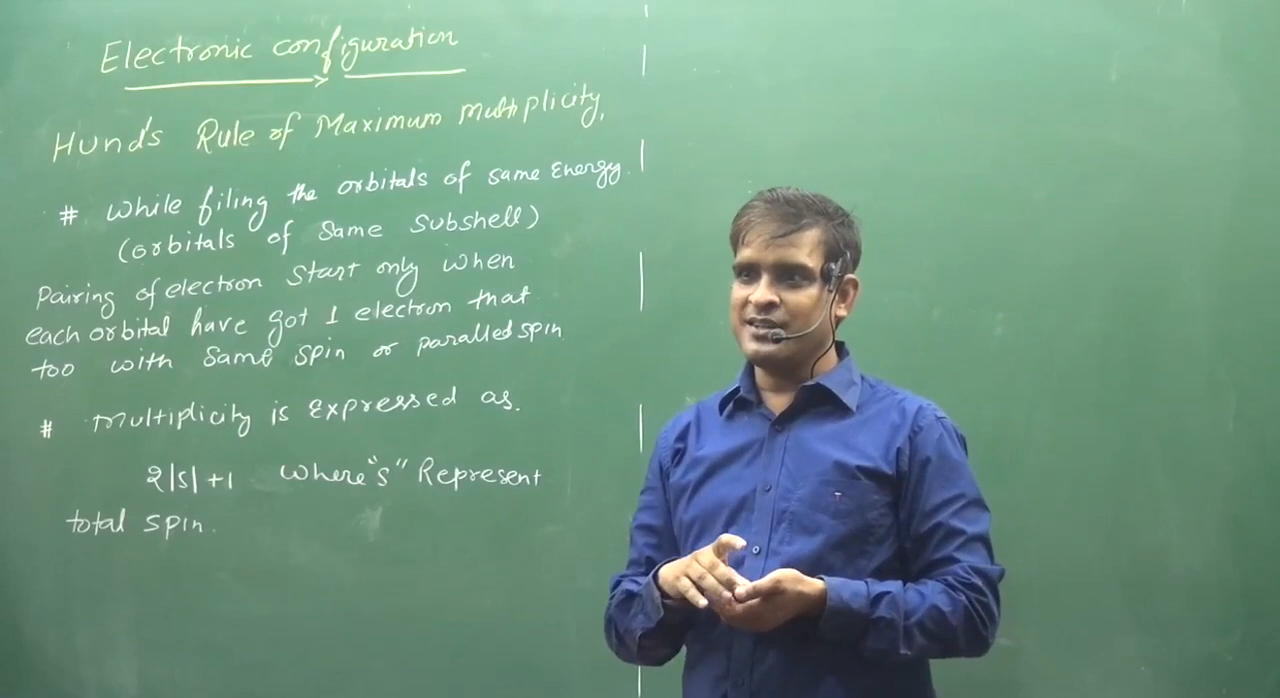 Electronic configuration
Hund's Rule of Maximum Multiplicity,
# While filing the orbitals of same Energy.
(orbitals of same subshell)
Pairing of electron start only when
each orbital have got 1 electron that
too with same spin or paralled spin
# Multiplicity is expressed as.
2|s|+1 Where "s" Represent
total spin.